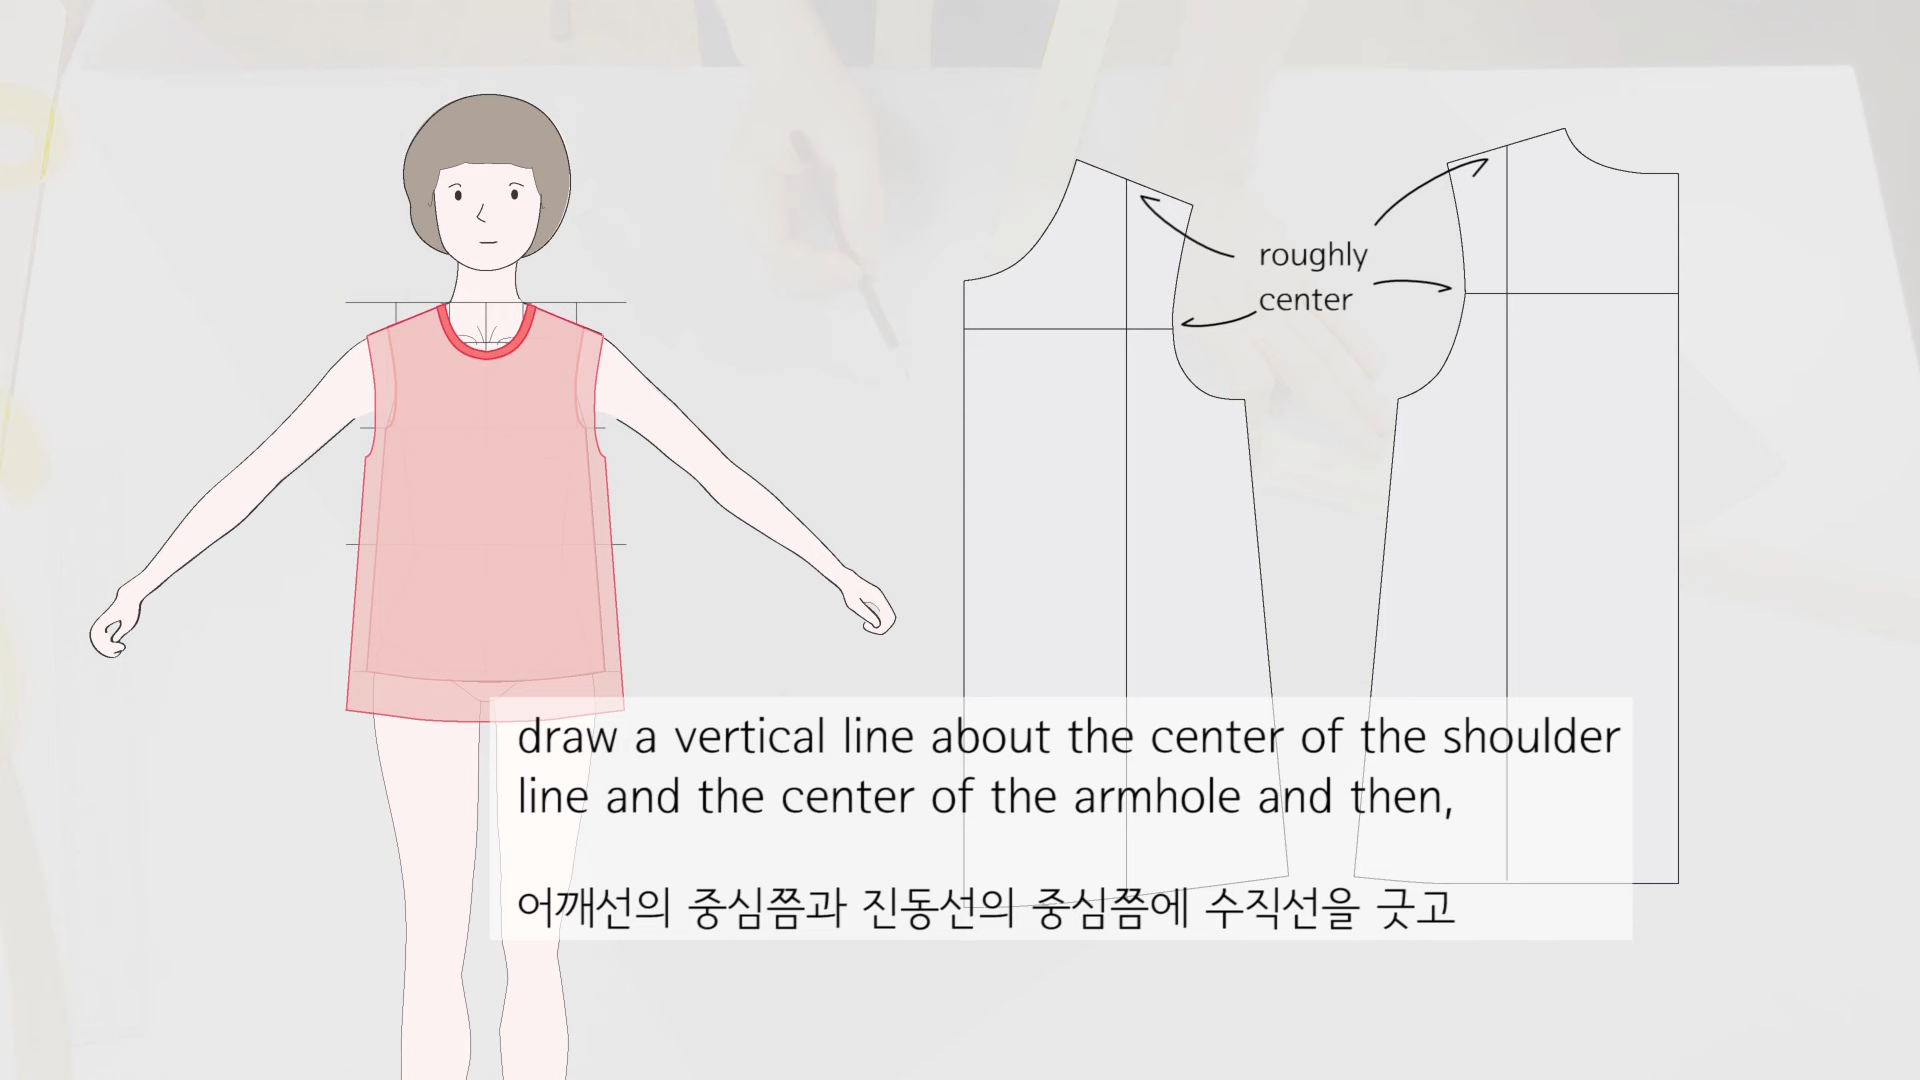 roughly
center
draw a vertical line about the center of the shoulder
line and the center of the armhole and then,
어깨선의 중심쯤과 진동선의 중심쯤에 수직선을 긋고